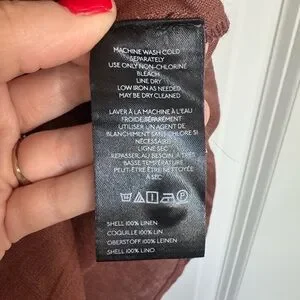 MACHINE WASH COLD
SEPARATELY
USE ONLY NON-CHLORINE
BLEACH
LINE DRY
LOW IRON AS NEEDED
MAY BE DRY CLEANED
LAVER À LA MACHINE À L'EAU
FROIDE SÉPARÉMENT
UTILISER UN AGENT DE
BLANCHIMENT SANS CHLORE SI
NÉCESSAIRE
LIGNE SEC
REPASSER, AU BESOIN, À TRÈS
BASSE TEMPÉRATURE
PEUT-ÊTRE ÊTRE NETTOYÉE
À SEC
P
SHELL 100% LINEN
COQUILLE 100% LIN
OBERSTOFF 100% LEINEN
SHELL 100% LINO